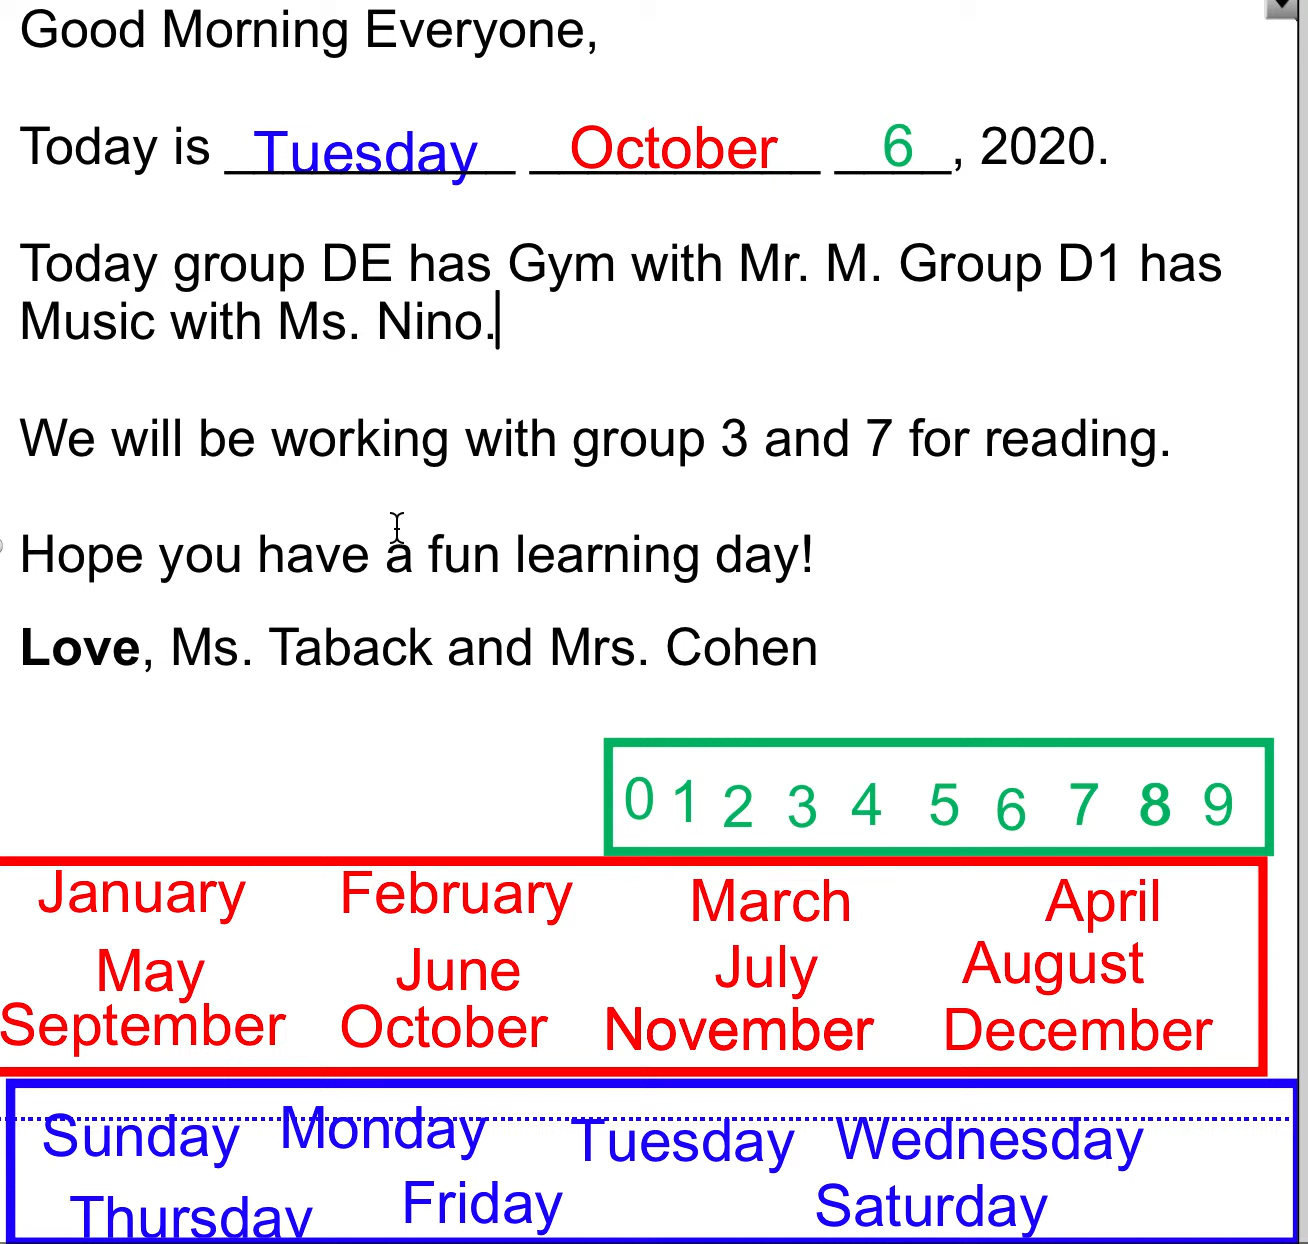 Good Morning Everyone,
Today is Tuesday October 6, 2020.
Today group DE has Gym with Mr. M. Group D1 has
Music with Ms. Nino.
We will be working with group 3 and 7 for reading.
Hope you have a fun learning day!
Love, Ms. Taback and Mrs. Cohen
0 1 2 3 4 5 6 7 8 9
January February March April
May June July August
September October November December
Sunday Monday Tuesday Wednesday
Thursday Friday Saturday